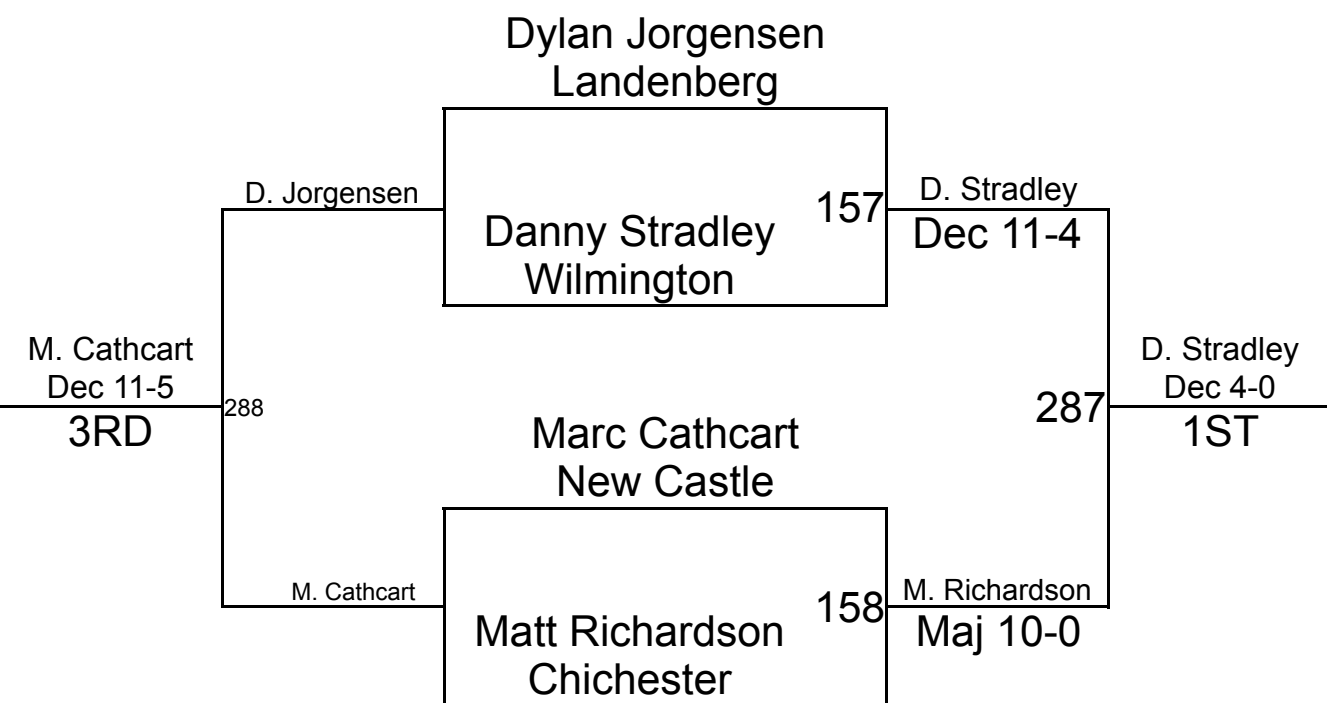 Dylan Jorgensen
Landenberg
D. Jorgensen
157
D. Stradley
Danny Stradley
Dec 11-4
Wilmington
M. Cathcart
Dec 11-5
3RD
288
287
D. Stradley
Dec 4-0
1ST
Marc Cathcart
New Castle
M. Cathcart
158
M. Richardson
Matt Richardson
Maj 10-0
Chichester